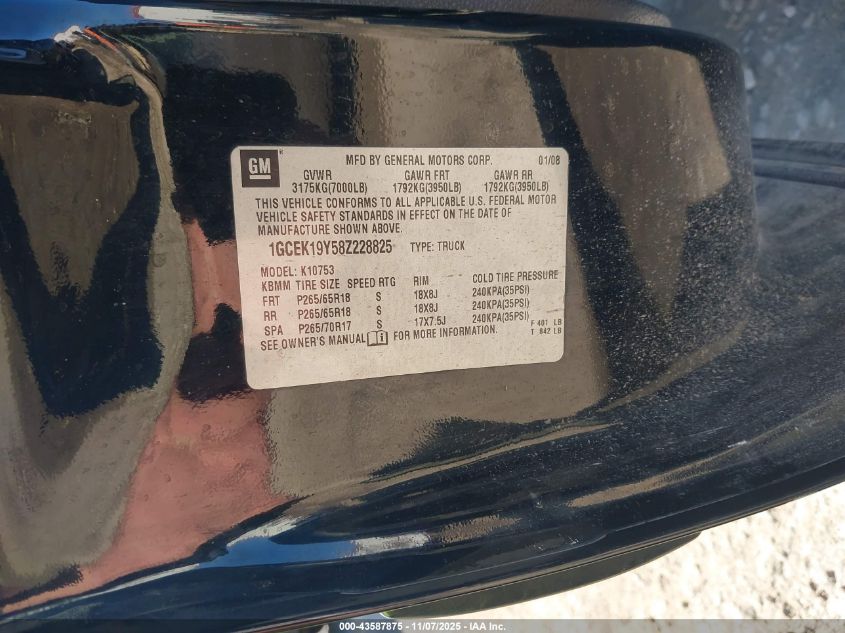 GM
MFD BY GENERAL MOTORS CORP. 01/08
GVWR GAWR FRT GAWR RR
3175KG(7000LB) 1792KG(3950LB) 1792KG(3950LB)
THIS VEHICLE CONFORMS TO ALL APPLICABLE U.S. FEDERAL MOTOR
VEHICLE SAFETY STANDARDS IN EFFECT ON THE DATE OF
MANUFACTURE SHOWN ABOVE.
1GCEK19Y58Z228825 TYPE: TRUCK
MODEL: K10753
KBMM TIRE SIZE SPEED RTG RIM COLD TIRE PRESSURE
FRT P265/65R18 S 18X8J 240KPA(35PSI)
RR P265/65R18 S 18X8J 240KPA(35PSI)
SPA P265/70R17 S 17X7.5J 240KPA(35PSI)
SEE OWNER'S MANUAL FOR MORE INFORMATION.
F 401 LB
T 842 LB
000-43587875 - 11/07/2025 - IAA Inc.